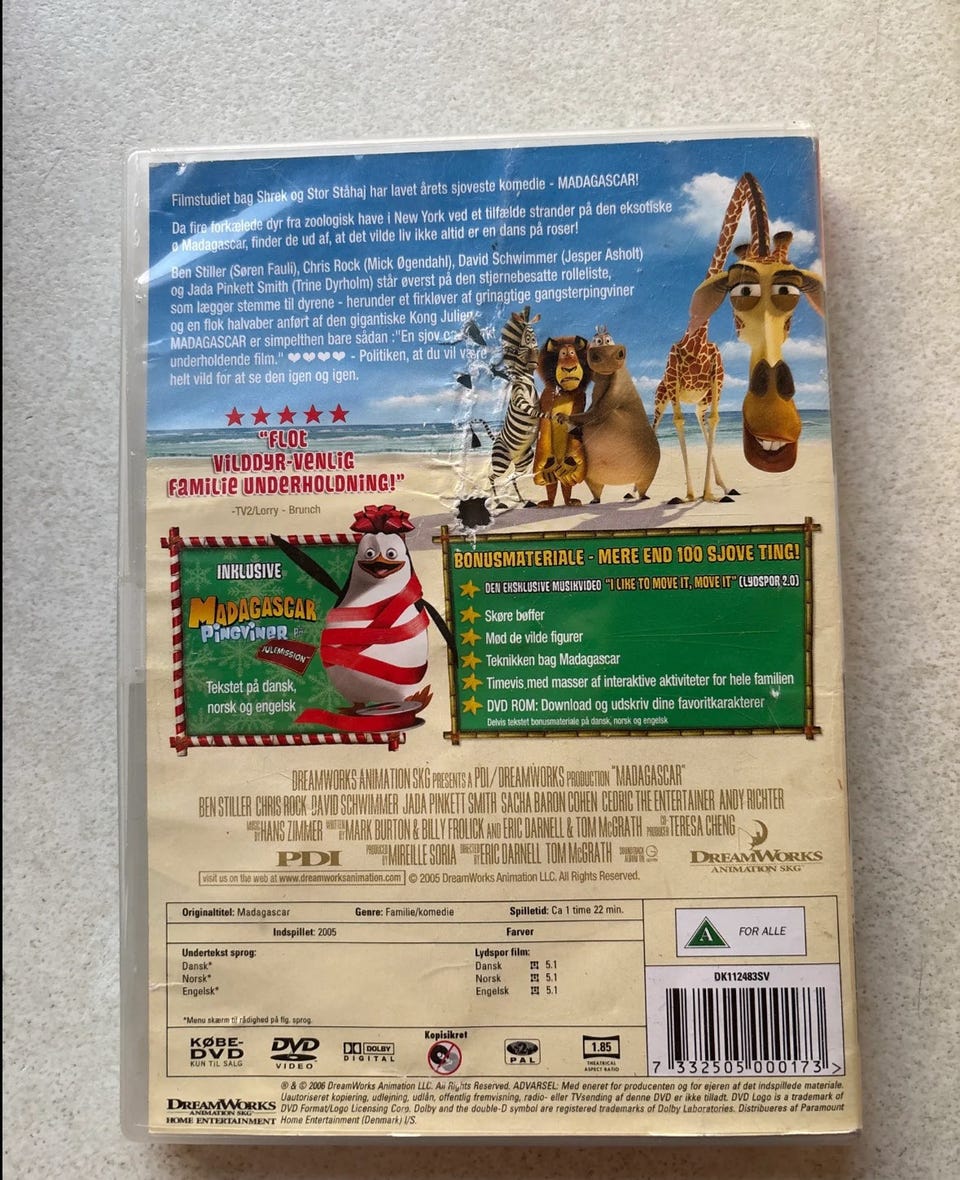 Filmstudiet bag Shrek og Stor Ståhaj har lavet årets sjoveste komedie - MADAGASCAR!
Da fire forkælede dyr fra zoologisk have i New York ved et tilfælde strander på den eksotiske
ø Madagascar, finder de ud af, at det vilde liv ikke altid er en dans på roser!
Ben Stiller (Søren Fauli), Chris Rock (Mick Øgendahl), David Schwimmer (Jesper Asholt)
og Jada Pinkett Smith (Trine Dyrholm) står øverst på den stjernebesatte rolleliste,
som lægger stemme til dyrene - herunder et firkløver af grinagtige gangsterpingviner
og en flok halvaber anført af den gigantiske Kong Julien
MADAGASCAR er simpelthen bare sådan :"En sjov
underholdende film." ♥♥♥♥ - Politiken, at du vil være
helt vild for at se den igen og igen.
★ ★ ★ ★ ★
"FLOT
VILDDYR-VENLIG
FAMILIE UNDERHOLDNING!"
-TV2/Lorry - Brunch
INKLUSIVE
MADAGASCAR
PINGVINER På
JULEMISSION
Tekstet på dansk,
norsk og engelsk
BONUSMATERIALE - MERE END 100 SJOVE TING!
DEN EKSKLUSIVE MUSIKVIDEO "I LIKE TO MOVE IT, MOVE IT" (LYDSPOR 2.0)
Skøre bøffer
Mød de vilde figurer
Teknikken bag Madagascar
Timevis med masser af interaktive aktiviteter for hele familien
DVD ROM: Download og udskriv dine favoritkarakterer
Delvis tekstet bonusmateriale på dansk, norsk og engelsk
DREAMWORKS ANIMATION SKG PRESENTS A PDI/DREAMWORKS PRODUCTION "MADAGASCAR"
BEN STILLER CHRIS ROCK DAVID SCHWIMMER JADA PINKETT SMITH SACHA BARON COHEN CEDRIC THE ENTERTAINER ANDY RICHTER
MUSIC BY HANS ZIMMER WRITTEN BY MARK BURTON & BILLY FROLICK AND ERIC DARNELL & TOM McGRATH CO-PRODUCER TERESA CHENG
PDI PRODUCED BY MIREILLE SORIA DIRECTED BY ERIC DARNELL TOM McGRATH SOUNDTRACK ALBUM ON
DREAMWORKS
ANIMATION SKG
visit us on the web at www.dreamworksanimation.com © 2005 DreamWorks Animation LLC. All Rights Reserved.
Originaltitel: Madagascar Genre: Familie/komedie Spilletid: Ca 1 time 22 min.
Indspillet: 2005 Farver
Undertekst sprog: Lydspor film:
Dansk* Dansk 5.1
Norsk* Norsk 5.1
Engelsk* Engelsk 5.1
*Menu skærm til rådighed på flg. sprog.
A FOR ALLE
DK112483SV
7 332505 000173 >
KØBE-
DVD
KUN TIL SALG
DVD
VIDEO
DOLBY
DIGITAL
Kopisikret
PAL
1.85
THEATRICAL
ASPECT RATIO
DREAMWORKS
ANIMATION SKG
HOME ENTERTAINMENT
® & © 2006 DreamWorks Animation LLC. All Rights Reserved. ADVARSEL: Med eneret for producenten og for ejeren af det indspillede materiale.
Uautoriseret kopiering, udlejning, udlån, offentlig fremvisning, radio- eller TVsending af denne DVD er ikke tilladt. DVD Logo is a trademark of
DVD Format/Logo Licensing Corp. Dolby and the double-D symbol are registered trademarks of Dolby Laboratories. Distribueres af Paramount
Home Entertainment (Denmark) I/S.